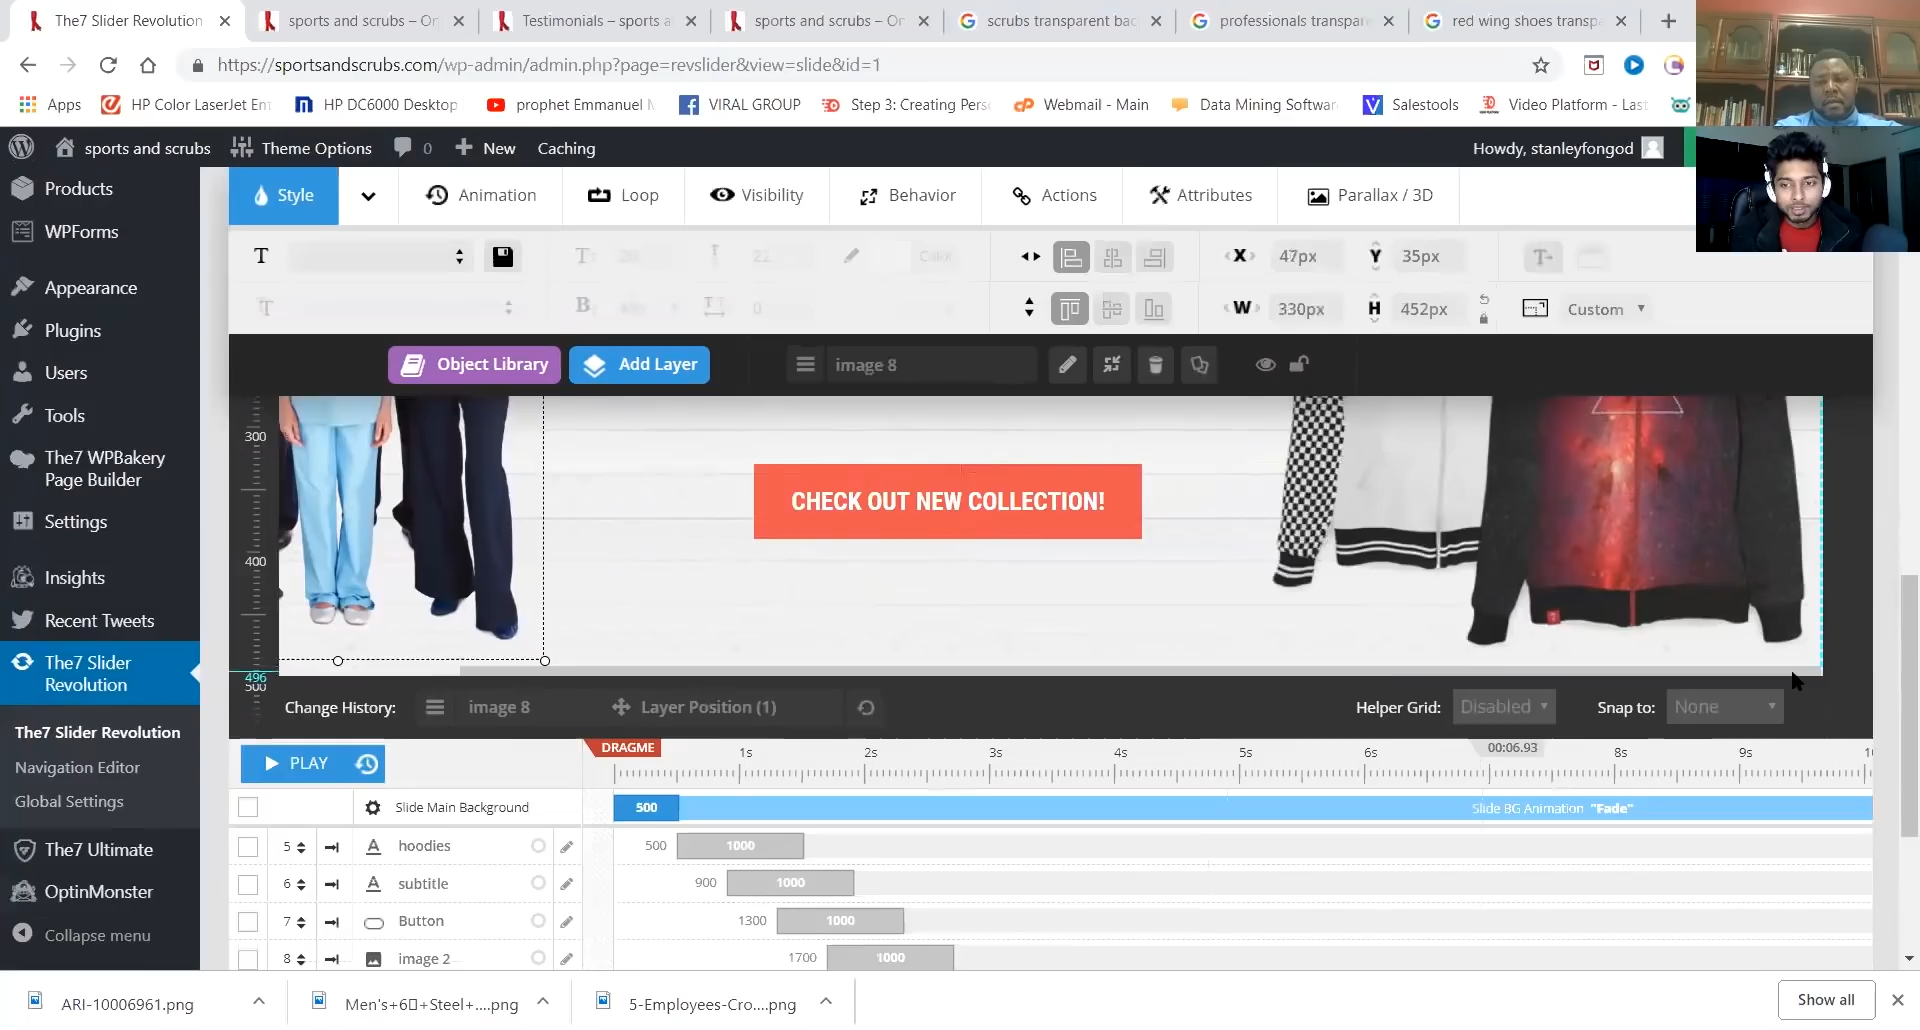 The7 Slider Revolution
sports and scrubs – On
Testimonials – sports a
sports and scrubs – On
scrubs transparent bac
professionals transpar
red wing shoes transpa
https://sportsandscrubs.com/wp-admin/admin.php?page=revslider&view=slide&id=1
Apps
HP Color LaserJet En
HP DC6000 Desktop
prophet Emmanuel M
VIRAL GROUP
Step 3: Creating Pers
Webmail - Main
Data Mining Softwar
Salestools
Video Platform - Last
sports and scrubs
Theme Options
0
New
Caching
Howdy, stanleyfongod
Products
WPForms
Appearance
Plugins
Users
Tools
The7 WPBakery
Page Builder
Settings
Insights
Recent Tweets
The7 Slider
Revolution
The7 Slider Revolution
Navigation Editor
Global Settings
The7 Ultimate
OptinMonster
Collapse menu
Style
Animation
Loop
Visibility
Behavior
Actions
Attributes
Parallax / 3D
20
22
Color
X
47px
Y
35px
0
W
330px
H
452px
Custom
Object Library
Add Layer
image 8
300
400
496
500
CHECK OUT NEW COLLECTION!
Change History:
image 8
Layer Position (1)
Helper Grid:
Disabled
Snap to:
None
PLAY
DRAGME
1s
2s
3s
4s
5s
6s
00:06.93
8s
9s
Slide Main Background
500
Slide BG Animation "Fade"
5
hoodies
500
1000
6
subtitle
900
1000
7
Button
1300
1000
8
image 2
1700
1000
ARI-10006961.png
Men's+6▯+Steel+....png
5-Employees-Cro....png
Show all